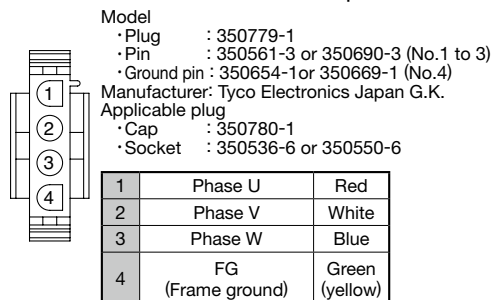 Model
・Plug : 350779-1
・Pin : 350561-3 or 350690-3 (No.1 to 3)
・Ground pin : 350654-1or 350669-1 (No.4)
Manufacturer: Tyco Electronics Japan G.K.
Applicable plug
・Cap : 350780-1
・Socket : 350536-6 or 350550-6
1
2
3
4
1 Phase U Red
2 Phase V White
3 Phase W Blue
4 FG (Frame ground) Green (yellow)